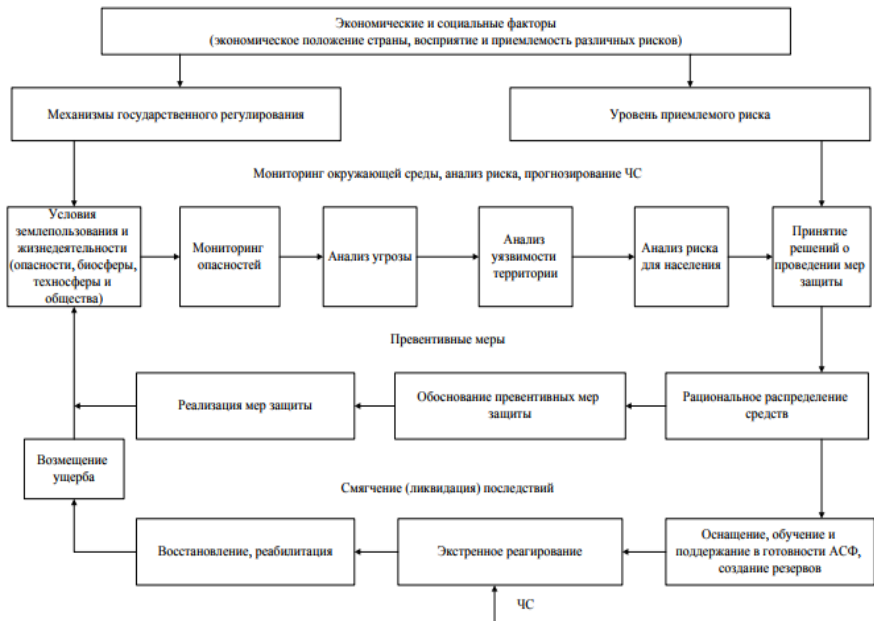 Экономические и социальные факторы
(экономическое положение страны, восприятие и приемлемость различных рисков)
Механизмы государственного регулирования
Уровень приемлемого риска
Мониторинг окружающей среды, анализ риска, прогнозирование ЧС
Условия
землепользования и
жизнедеятельности
(опасности, биосферы,
техносферы и
общества)
Мониторинг
опасностей
Анализ угрозы
Анализ
уязвимости
территории
Анализ риска
для населения
Принятие
решений о
проведении мер
защиты
Превентивные меры
Реализация мер защиты
Обоснование превентивных мер
защиты
Рациональное распределение
средств
Возмещение
ущерба
Смягчение (ликвидация) последствий
Восстановление, реабилитация
Экстренное реагирование
Оснащение, обучение и
поддержание в готовности АСФ,
создание резервов
ЧС